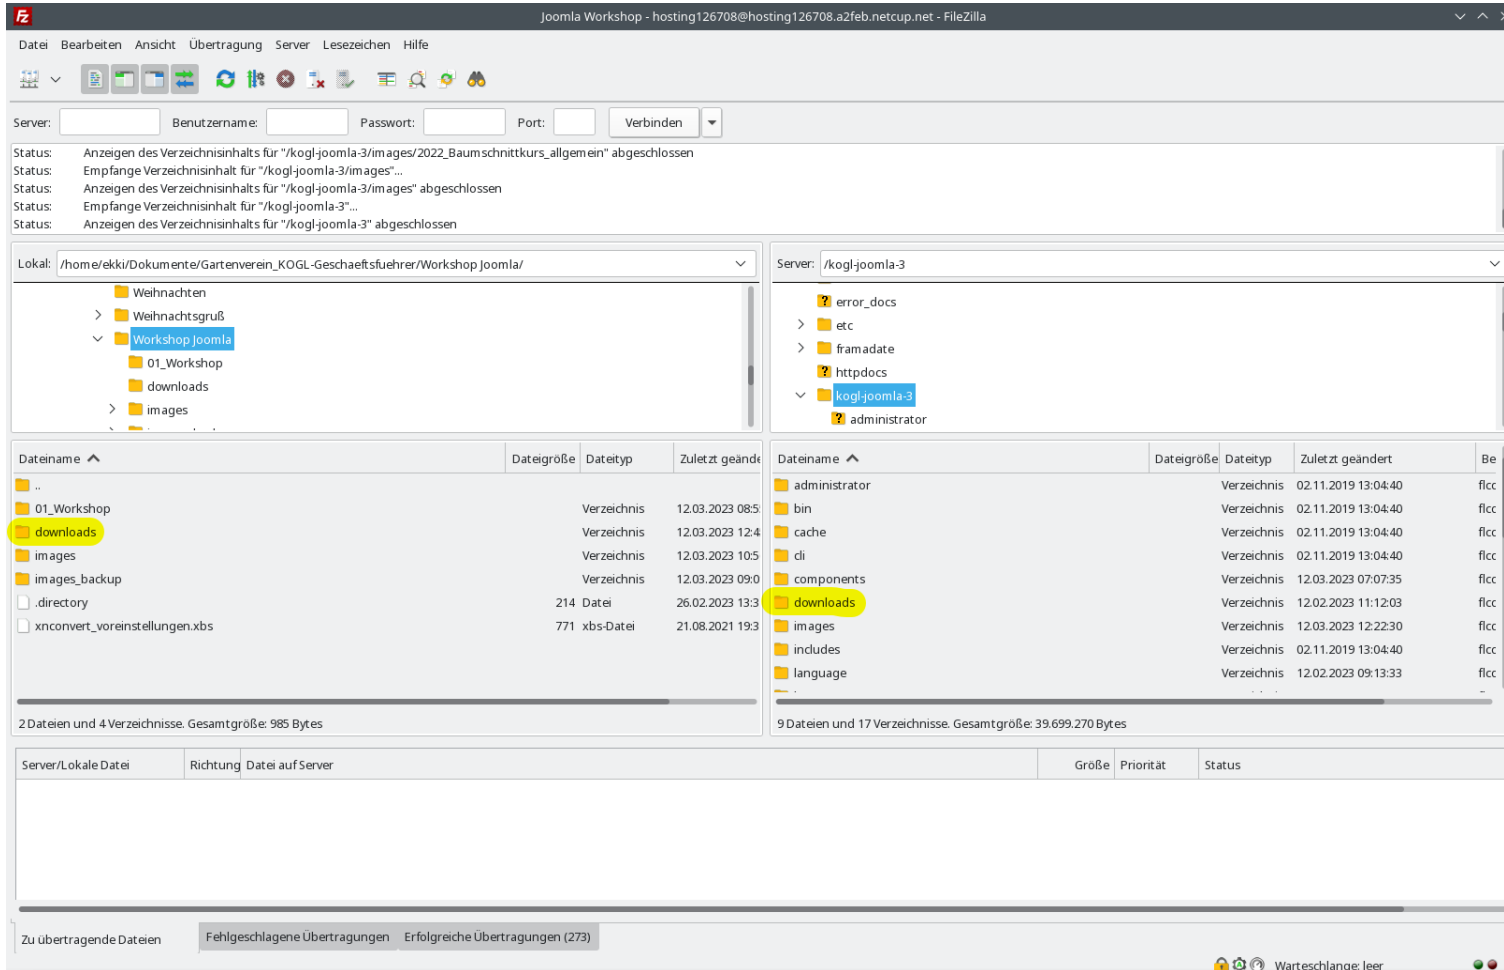 Joomla Workshop - hosting126708@hosting126708.a2feb.netcup.net - FileZilla
Datei Bearbeiten Ansicht Übertragung Server Lesezeichen Hilfe
Server: Benutzername: Passwort: Port: Verbinden
Status: Anzeigen des Verzeichnisinhalts für "/kogl-joomla-3/images/2022_Baumschnittkurs_allgemein" abgeschlossen
Status: Empfange Verzeichnisinhalt für "/kogl-joomla-3/images"...
Status: Anzeigen des Verzeichnisinhalts für "/kogl-joomla-3/images" abgeschlossen
Status: Empfange Verzeichnisinhalt für "/kogl-joomla-3"...
Status: Anzeigen des Verzeichnisinhalts für "/kogl-joomla-3" abgeschlossen
Lokal: /home/ekki/Dokumente/Gartenverein_KOGL-Geschaeftsfuehrer/Workshop Joomla/
Weihnachten
Weihnachtsgruß
Workshop Joomla
01_Workshop
downloads
images
Dateiname Dateigröße Dateityp Zuletzt geände
..
01_Workshop Verzeichnis 12.03.2023 08:5
downloads Verzeichnis 12.03.2023 12:4
images Verzeichnis 12.03.2023 10:5
images_backup Verzeichnis 12.03.2023 09:0
.directory 214 Datei 26.02.2023 13:3
xnconvert_voreinstellungen.xbs 771 xbs-Datei 21.08.2021 19:3
2 Dateien und 4 Verzeichnisse. Gesamtgröße: 985 Bytes
Server: /kogl-joomla-3
error_docs
etc
framadate
httpdocs
kogl-joomla-3
administrator
Dateiname Dateigröße Dateityp Zuletzt geändert Be
administrator Verzeichnis 02.11.2019 13:04:40 flcc
bin Verzeichnis 02.11.2019 13:04:40 flcc
cache Verzeichnis 02.11.2019 13:04:40 flcc
cli Verzeichnis 02.11.2019 13:04:40 flcc
components Verzeichnis 12.03.2023 07:07:35 flcc
downloads Verzeichnis 12.02.2023 11:12:03 flcc
images Verzeichnis 12.03.2023 12:22:30 flcc
includes Verzeichnis 02.11.2019 13:04:40 flcc
language Verzeichnis 12.02.2023 09:13:33 flcc
9 Dateien und 17 Verzeichnisse. Gesamtgröße: 39.699.270 Bytes
Server/Lokale Datei Richtung Datei auf Server Größe Priorität Status
Zu übertragende Dateien Fehlgeschlagene Übertragungen Erfolgreiche Übertragungen (273)
Warteschlange: leer